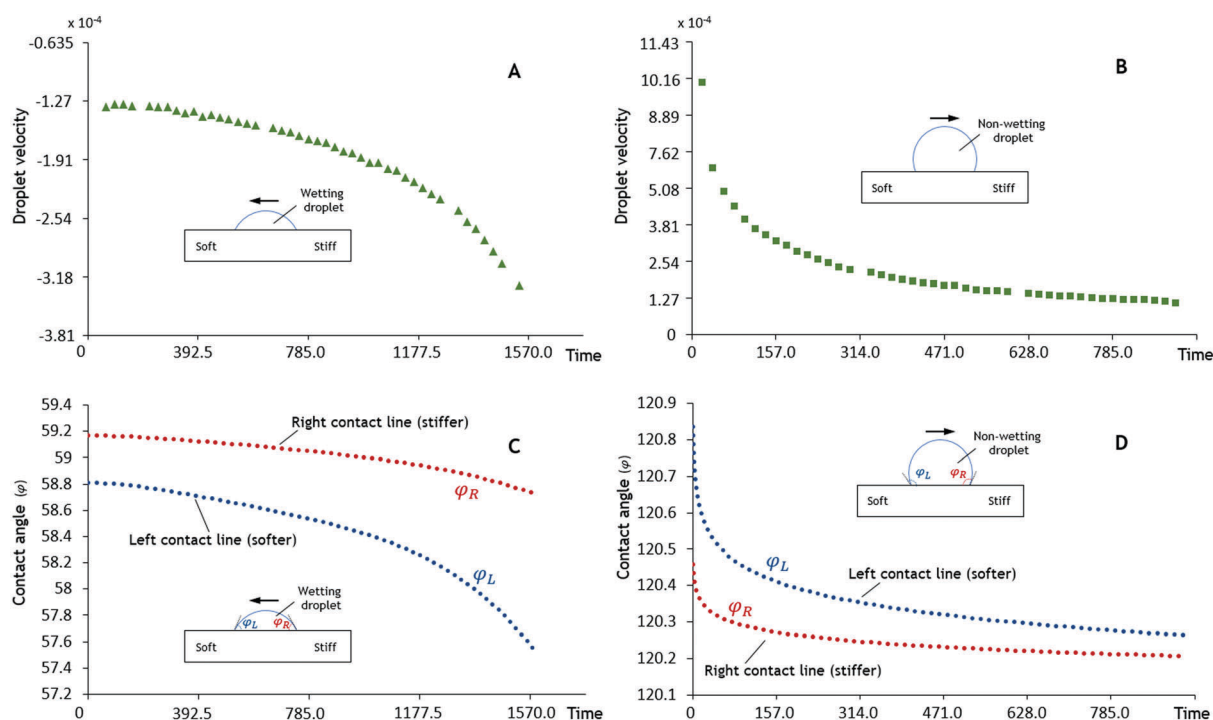 x 10-4
-0.635
-1.27
-1.91
-2.54
-3.18
-3.81
Droplet velocity
A
Wetting
droplet
Soft Stiff
0 392.5 785.0 1177.5 1570.0 Time
x 10-4
11.43
10.16
8.89
7.62
5.08
3.81
2.54
1.27
0
Droplet velocity
B
Non-wetting
droplet
Soft Stiff
0 157.0 314.0 471.0 628.0 785.0 Time
59.4
59.2
59
58.8
58.6
58.4
58.2
58
57.8
57.6
57.4
57.2
Contact angle (φ)
C
Right contact line (stiffer)
φR
Left contact line (softer)
φL
Wetting
droplet
φL φR
Soft Stiff
0 392.5 785.0 1177.5 1570.0 Time
120.9
120.8
120.7
120.5
120.4
120.3
120.2
120.1
Contact angle (φ)
D
Non-wetting
droplet
φL φR
Soft Stiff
φL
Left contact line (softer)
φR
Right contact line (stiffer)
0 157.0 314.0 471.0 628.0 785.0 Time